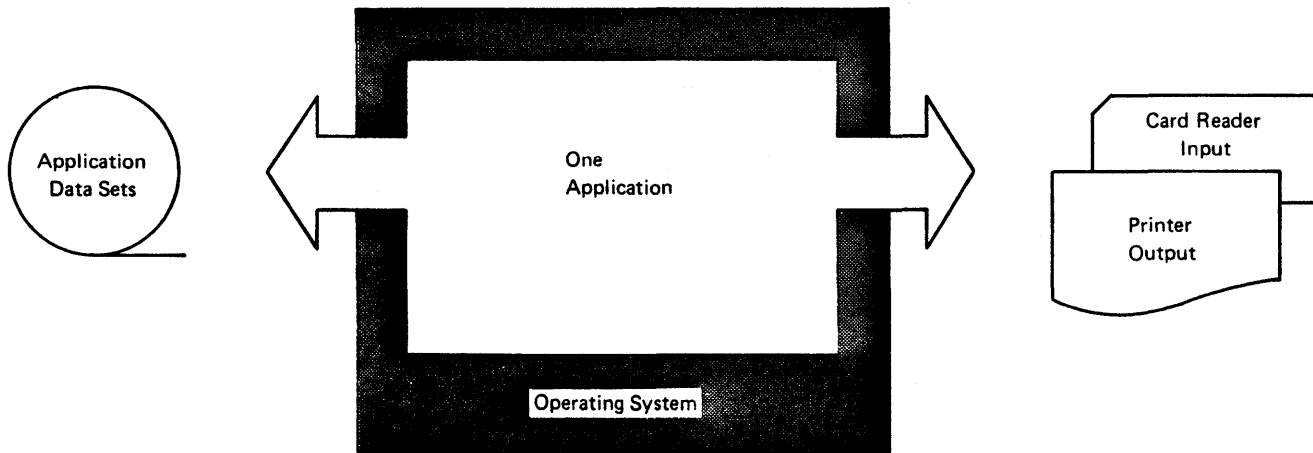 Application
Data Sets
One
Application
Operating System
Card Reader
Input
Printer
Output